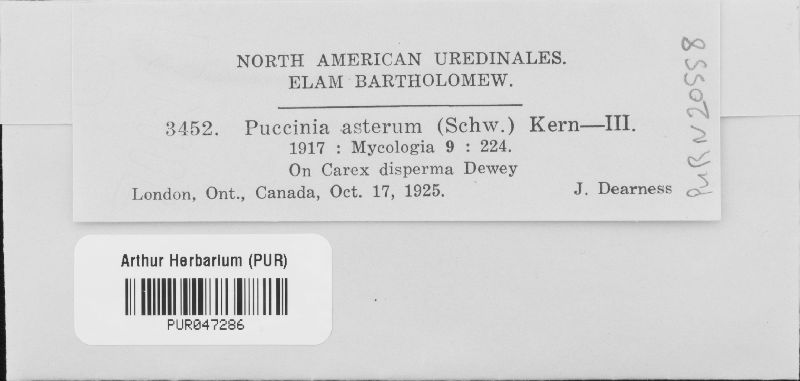 NORTH AMERICAN UREDINALES.
ELAM BARTHOLOMEW.
3452. Puccinia asterum (Schw.) Kern—III.
1917 : Mycologia 9 : 224.
On Carex disperma Dewey
London, Ont., Canada, Oct. 17, 1925. J. Dearness
PUR N20558
Arthur Herbarium (PUR)
PUR047286